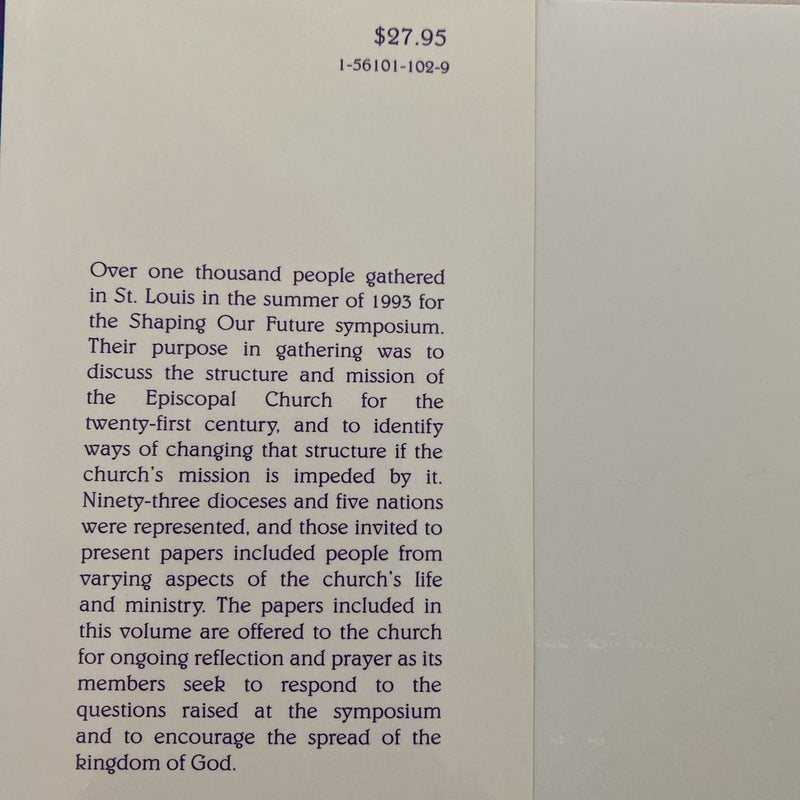 $27.95
1-56101-102-9
Over one thousand people gathered
in St. Louis in the summer of 1993 for
the Shaping Our Future symposium.
Their purpose in gathering was to
discuss the structure and mission of
the Episcopal Church for the
twenty-first century, and to identify
ways of changing that structure if the
church's mission is impeded by it.
Ninety-three dioceses and five nations
were represented, and those invited to
present papers included people from
varying aspects of the church's life
and ministry. The papers included in
this volume are offered to the church
for ongoing reflection and prayer as its
members seek to respond to the
questions raised at the symposium
and to encourage the spread of the
kingdom of God.